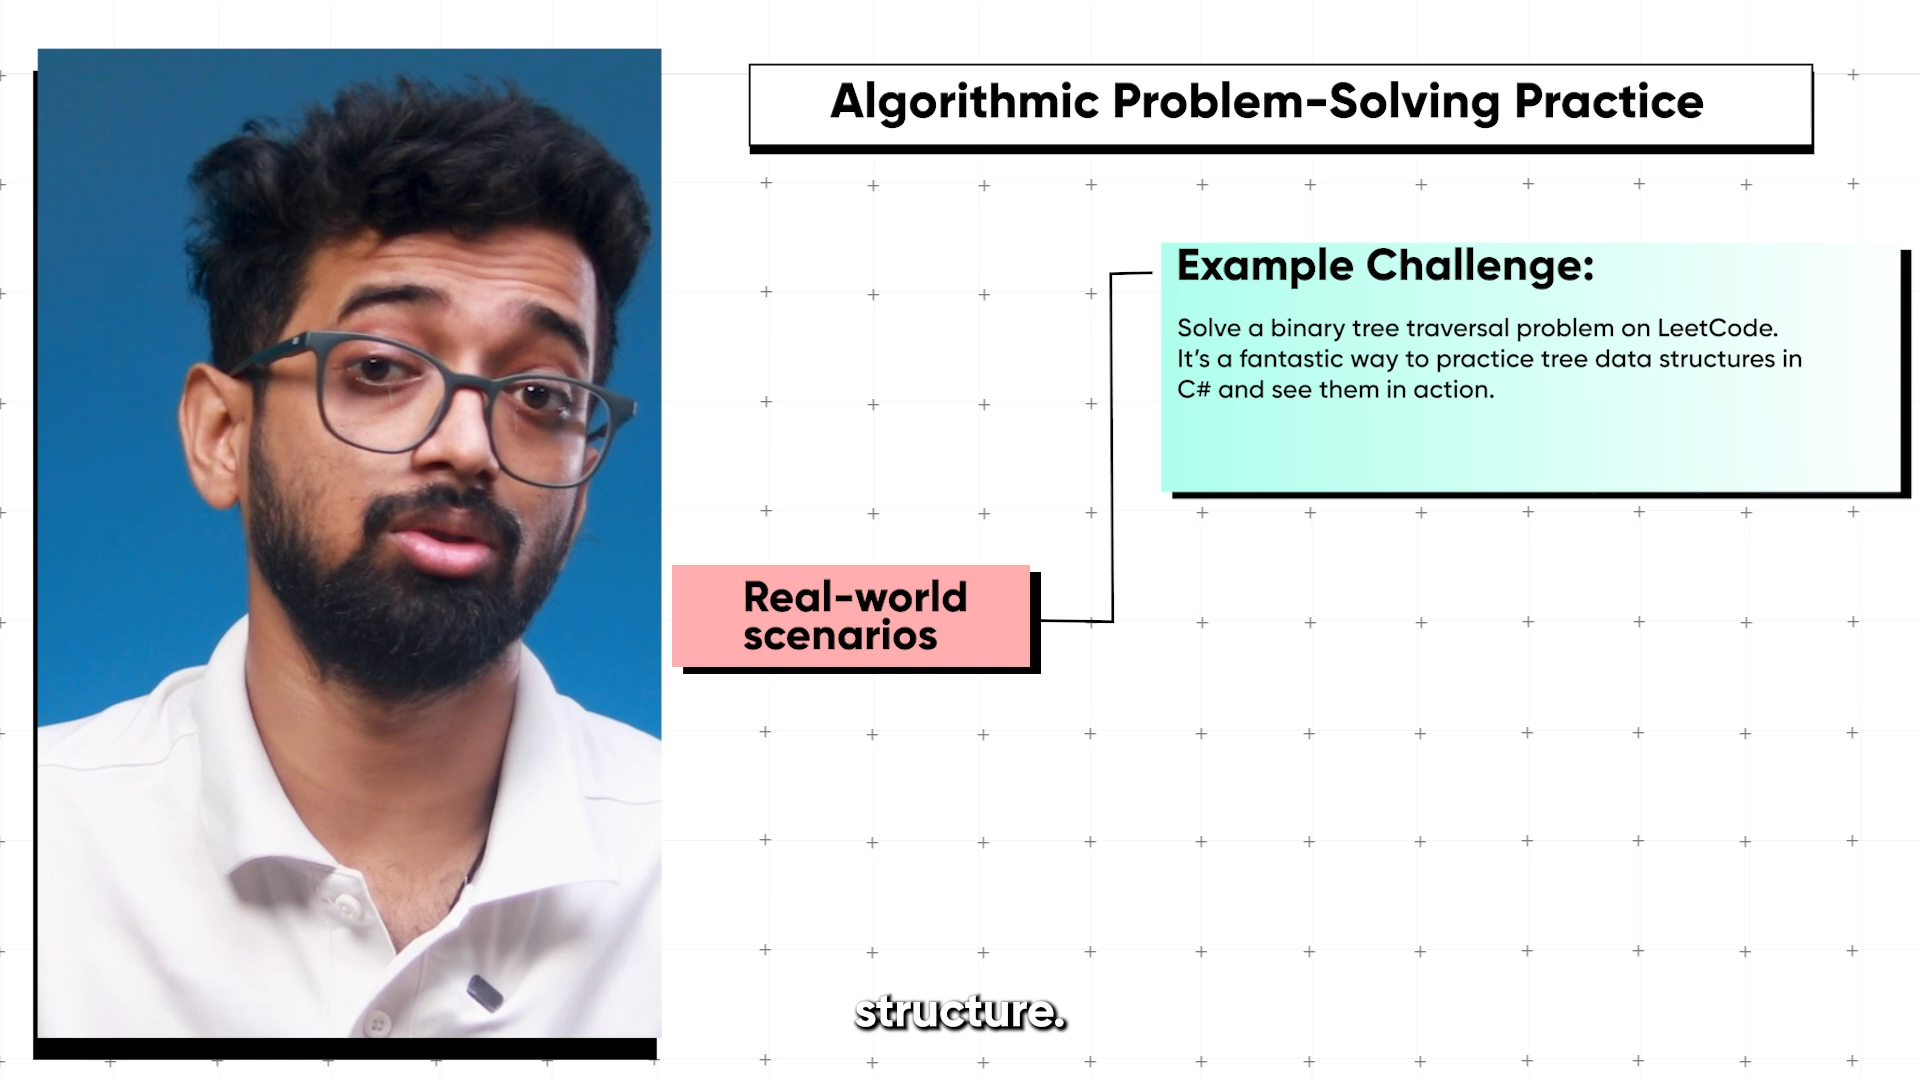 Algorithmic Problem-Solving Practice
Example Challenge:
Solve a binary tree traversal problem on LeetCode.
It’s a fantastic way to practice tree data structures in
C# and see them in action.
Real-world
scenarios
structure.